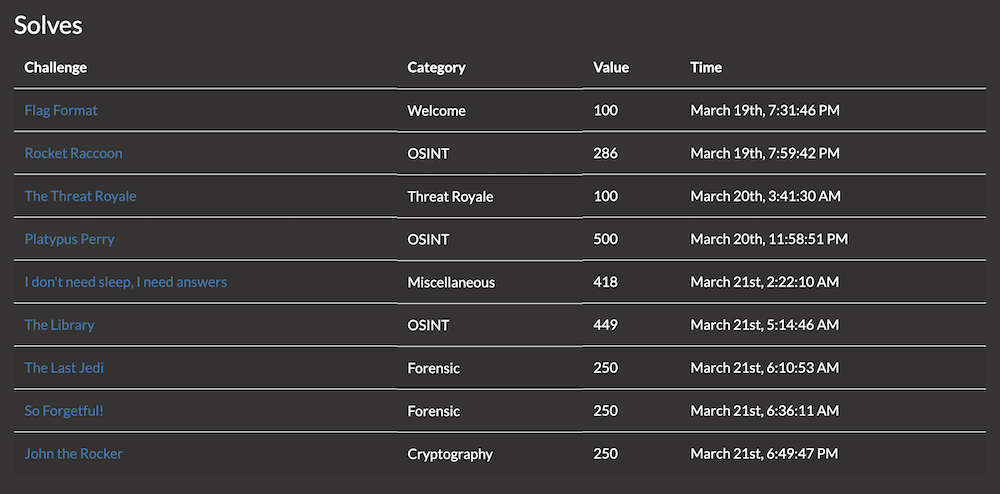 Solves
Challenge Category Value Time
Flag Format Welcome 100 March 19th, 7:31:46 PM
Rocket Raccoon OSINT 286 March 19th, 7:59:42 PM
The Threat Royale Threat Royale 100 March 20th, 3:41:30 AM
Platypus Perry OSINT 500 March 20th, 11:58:51 PM
I don't need sleep, I need answers Miscellaneous 418 March 21st, 2:22:10 AM
The Library OSINT 449 March 21st, 5:14:46 AM
The Last Jedi Forensic 250 March 21st, 6:10:53 AM
So Forgetful! Forensic 250 March 21st, 6:36:11 AM
John the Rocker Cryptography 250 March 21st, 6:49:47 PM